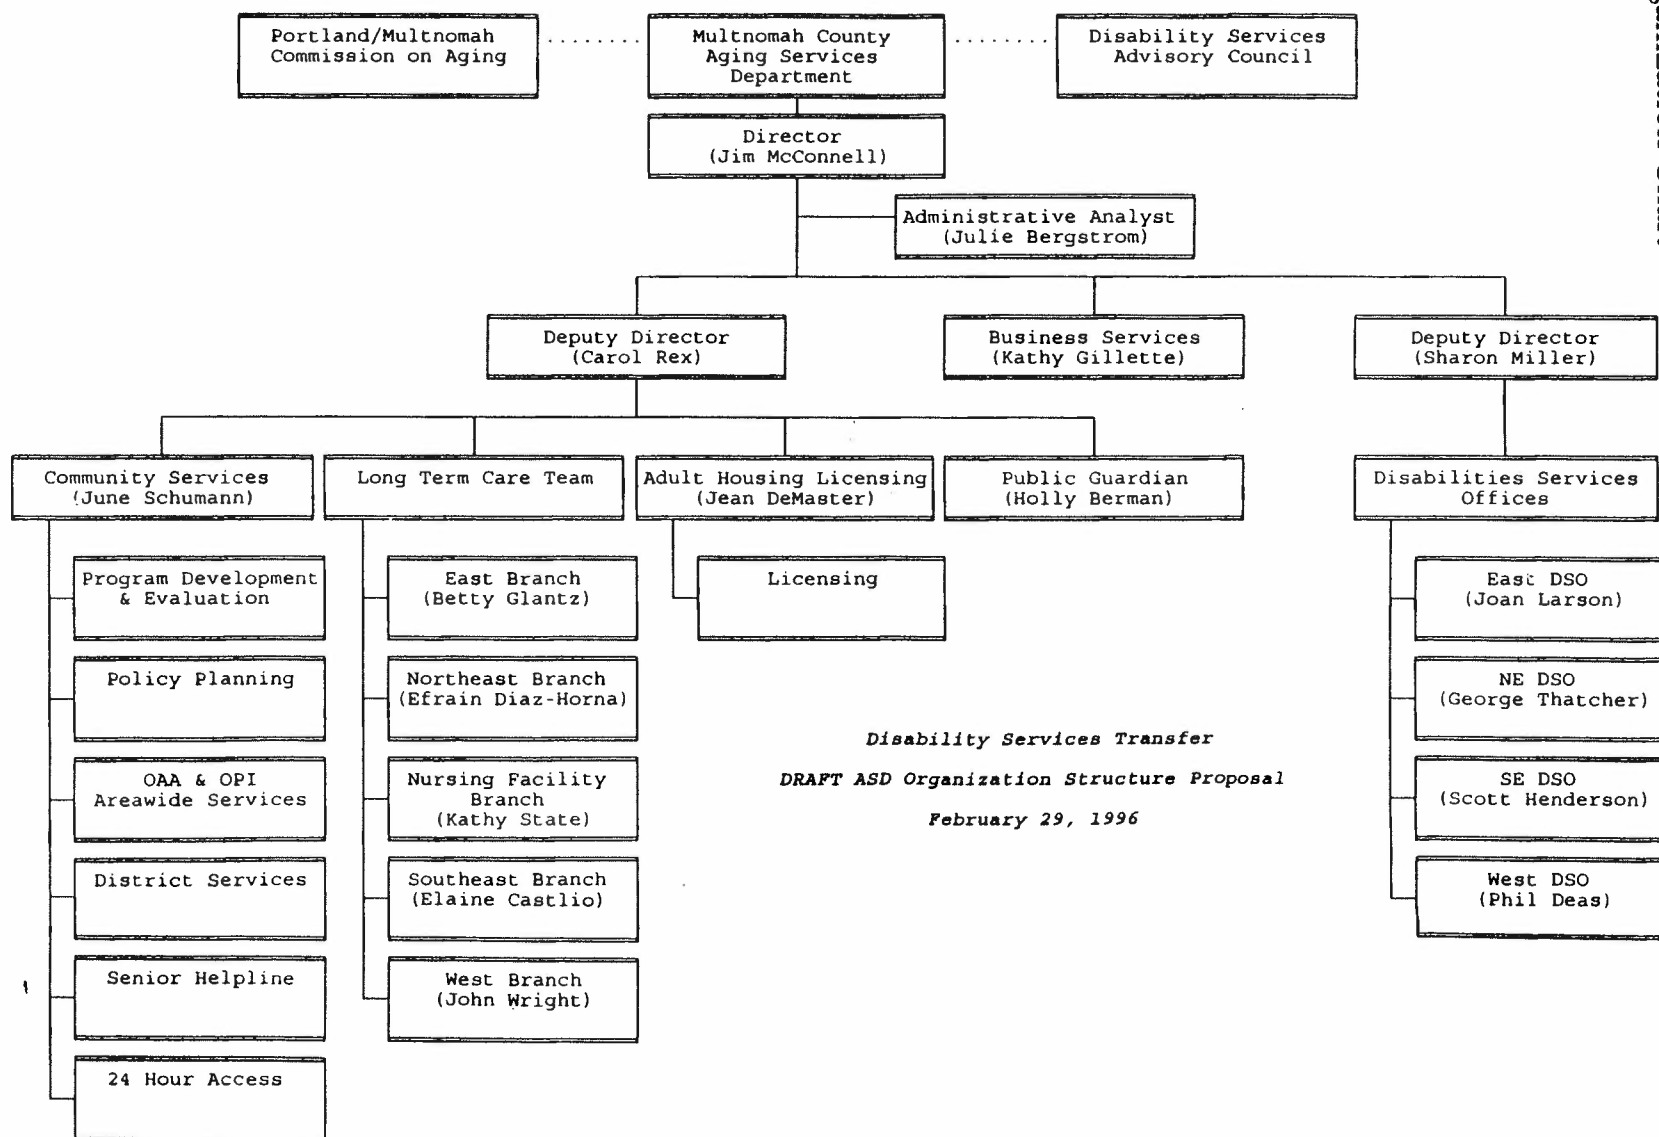 Portland/Multnomah
Commission on Aging
Multnomah County
Aging Services
Department
Disability Services
Advisory Council
Director
(Jim McConnell)
Administrative Analyst
(Julie Bergstrom)
Deputy Director
(Carol Rex)
Business Services
(Kathy Gillette)
Deputy Director
(Sharon Miller)
Community Services
(June Schumann)
Long Term Care Team
Adult Housing Licensing
(Jean DeMaster)
Public Guardian
(Holly Berman)
Disabilities Services
Offices
Program Development
& Evaluation
Policy Planning
OAA & OPI
Areawide Services
District Services
Senior Helpline
24 Hour Access
East Branch
(Betty Glantz)
Northeast Branch
(Efrain Diaz-Horna)
Nursing Facility
Branch
(Kathy State)
Southeast Branch
(Elaine Castlio)
West Branch
(John Wright)
Licensing
East DSO
(Joan Larson)
NE DSO
(George Thatcher)
SE DSO
(Scott Henderson)
West DSO
(Phil Deas)
Disability Services Transfer
DRAFT ASD Organization Structure Proposal
February 29, 1996